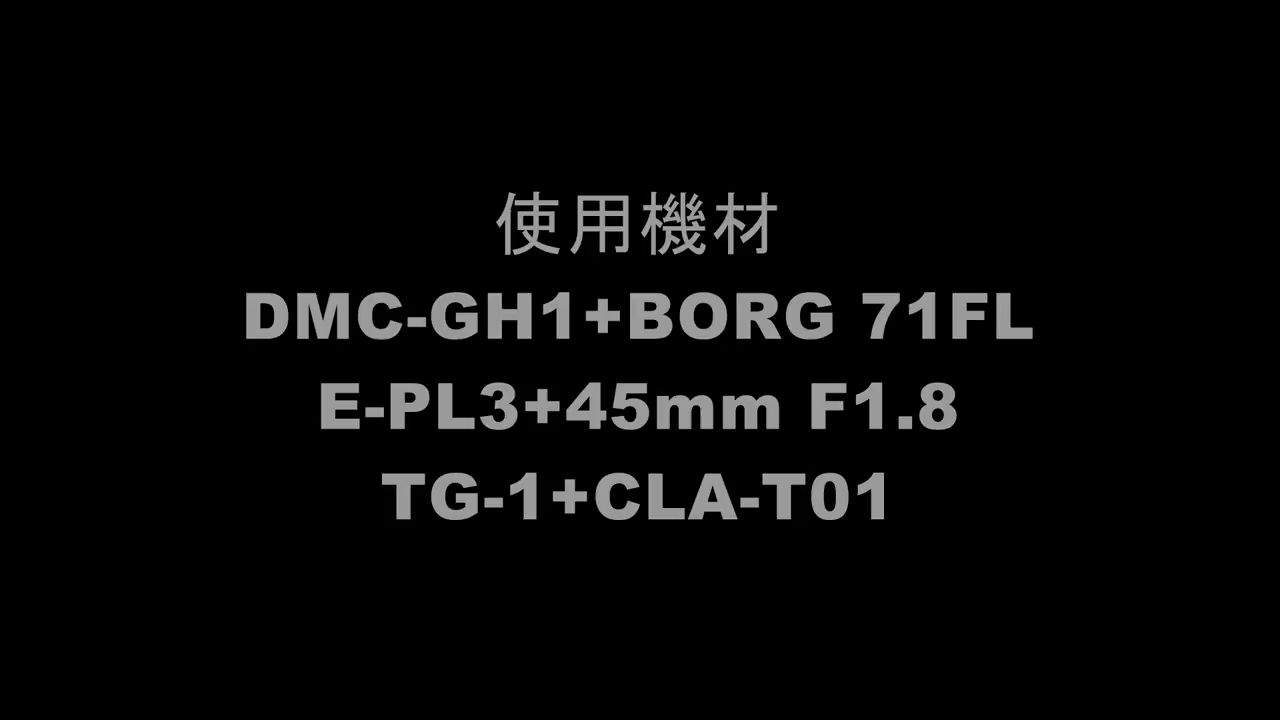 使用機材
DMC-GH1+BORG 71FL
E-PL3+45mm F1.8
TG-1+CLA-T01